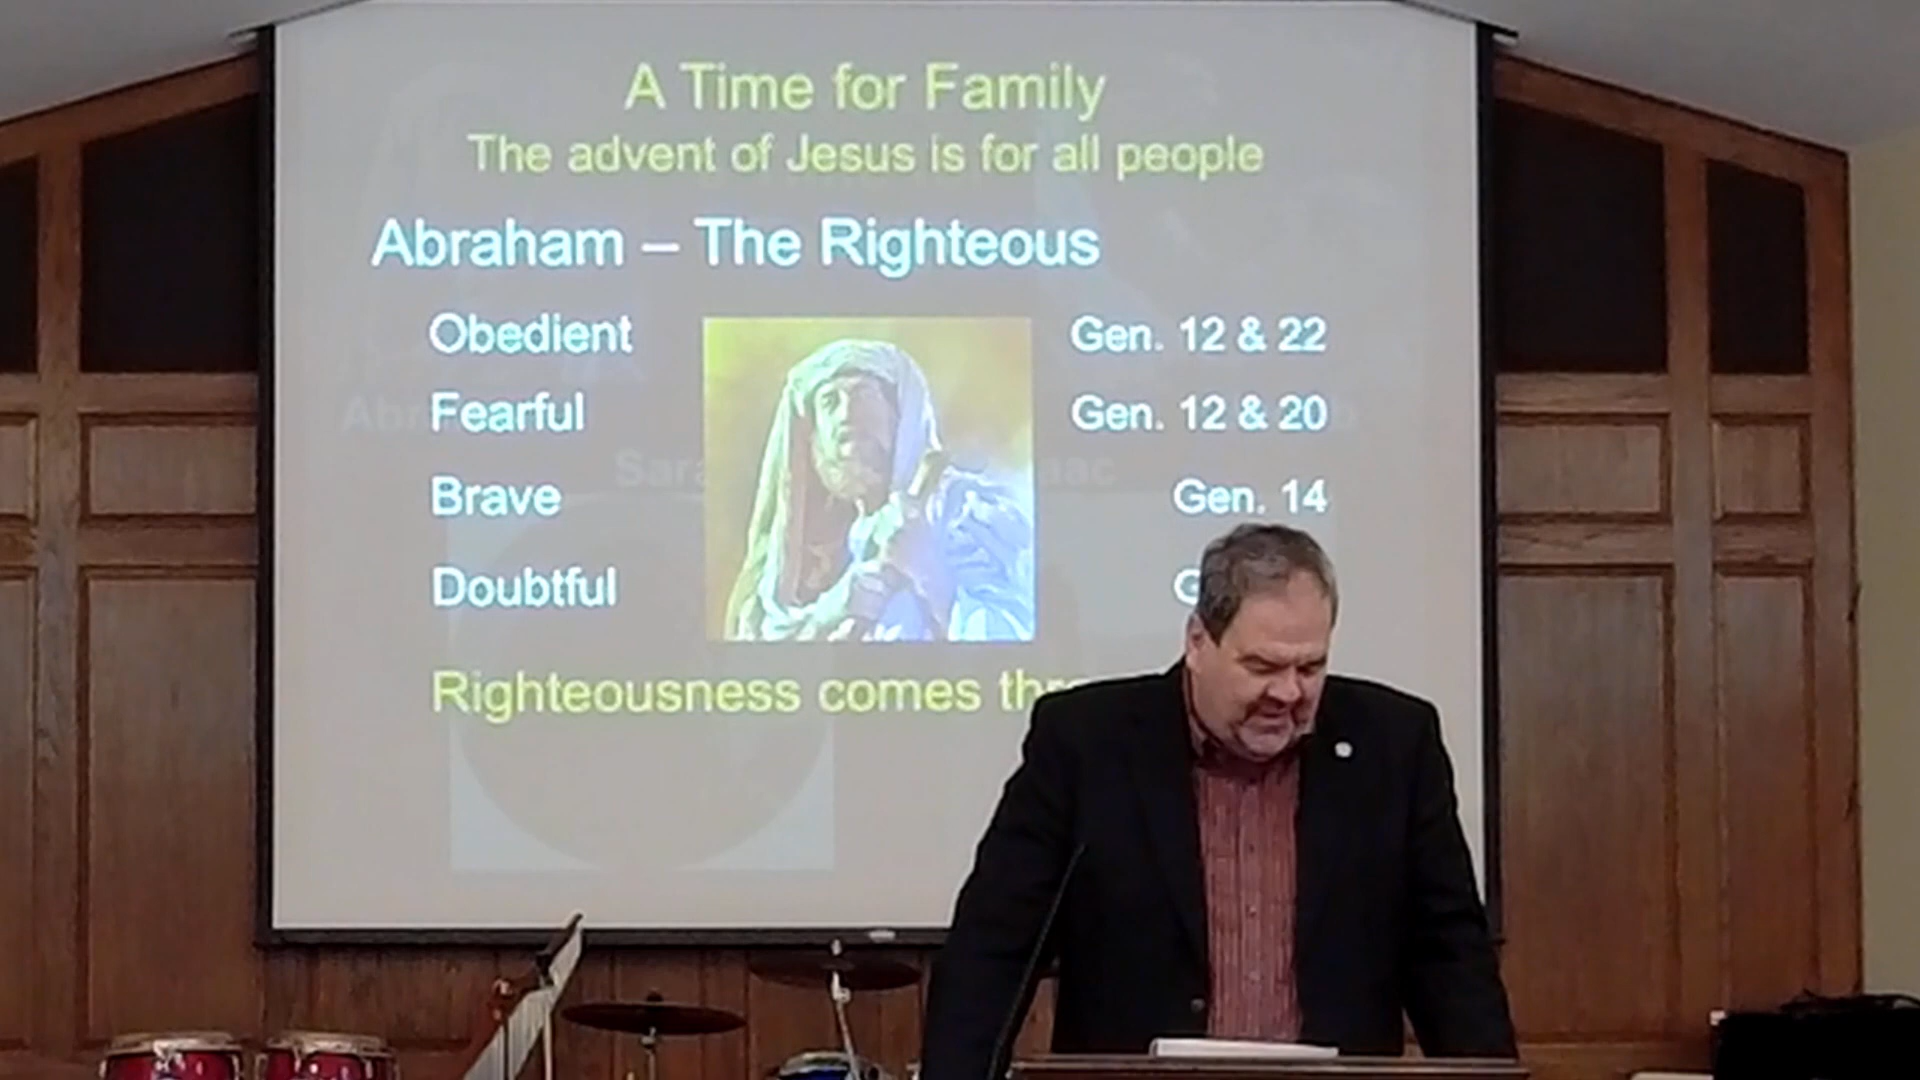 A Time for Family
The advent of Jesus is for all people
Abraham – The Righteous
Obedient Gen. 12 & 22
Fearful Gen. 12 & 20
Brave Gen. 14
Doubtful
Righteousness comes